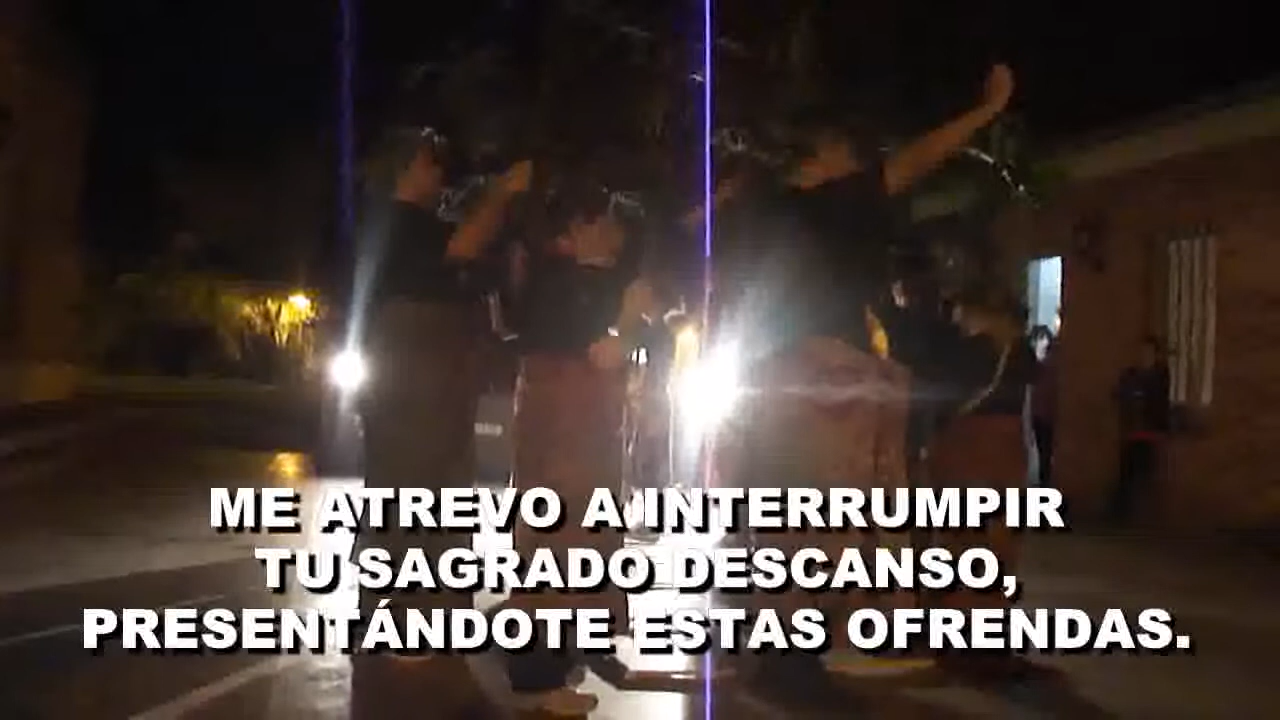 ME ATREVO A INTERRUMPIR
TU SAGRADO DESCANSO,
PRESENTÁNDOTE ESTAS OFRENDAS.